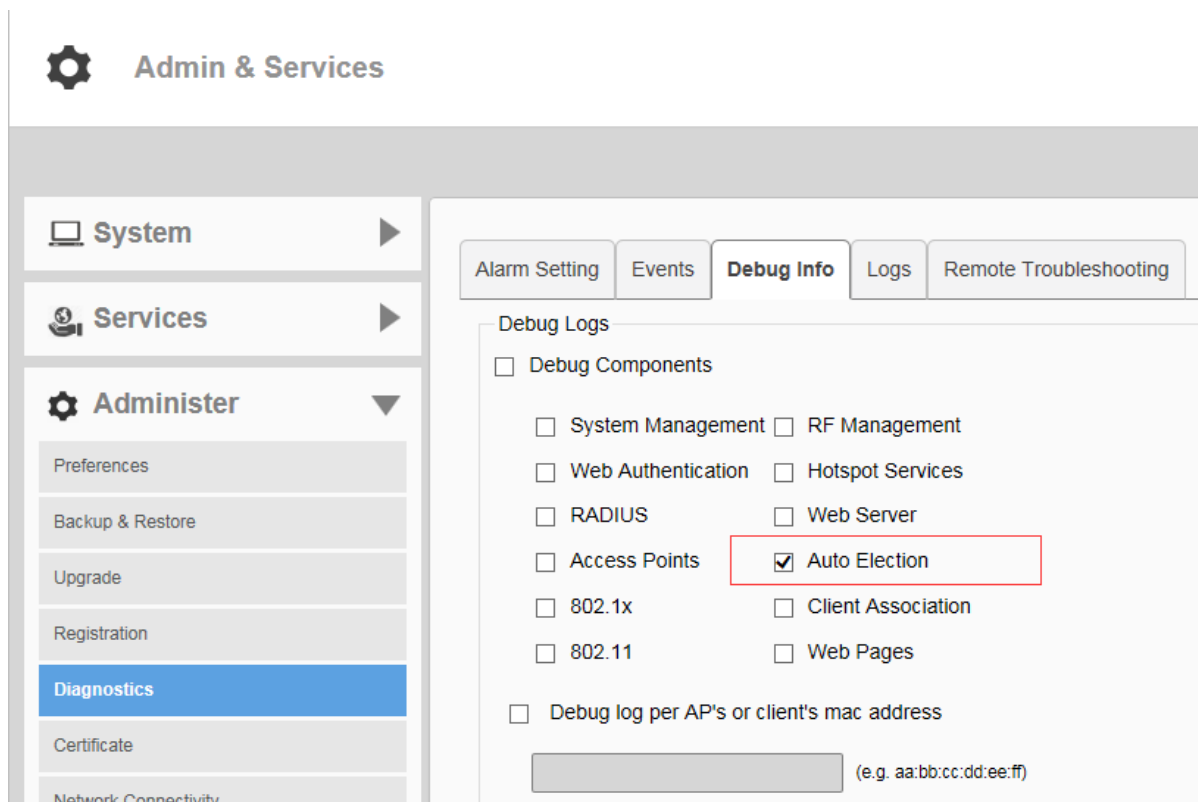 Admin & Services
System
Services
Administer
Preferences
Backup & Restore
Upgrade
Registration
Diagnostics
Certificate
Network Connectivity
Alarm Setting Events Debug Info Logs Remote Troubleshooting
Debug Logs
Debug Components
System Management RF Management
Web Authentication Hotspot Services
RADIUS Web Server
Access Points Auto Election
802.1x Client Association
802.11 Web Pages
Debug log per AP's or client's mac address
(e.g. aa:bb:cc:dd:ee:ff)